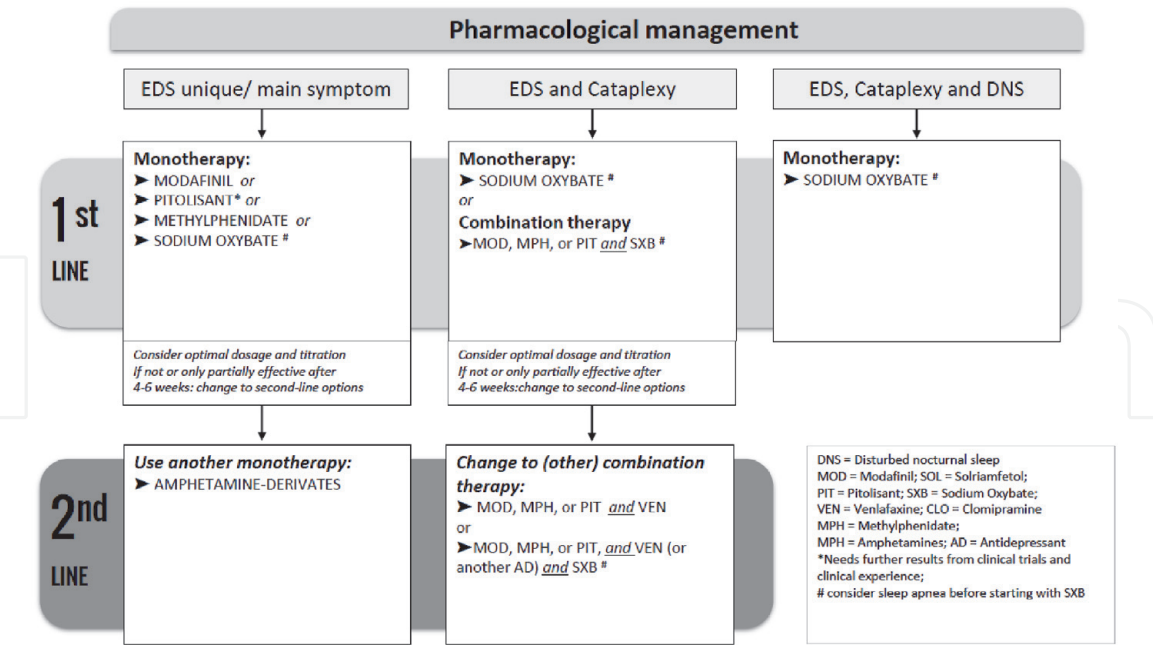 Pharmacological management
EDS unique/ main symptom
EDS and Cataplexy
EDS, Cataplexy and DNS
1 st
LINE
Monotherapy:
➤ MODAFINIL or
➤ PITOLISANT* or
➤ METHYLPHENIDATE or
➤ SODIUM OXYBATE #
Consider optimal dosage and titration
If not or only partially effective after
4-6 weeks: change to second-line options
Monotherapy:
➤ SODIUM OXYBATE #
or
Combination therapy
➤MOD, MPH, or PIT and SXB #
Consider optimal dosage and titration
If not or only partially effective after
4-6 weeks:change to second-line options
Monotherapy:
➤ SODIUM OXYBATE #
2nd
LINE
Use another monotherapy:
➤ AMPHETAMINE-DERIVATES
Change to (other) combination
therapy:
➤ MOD, MPH, or PIT and VEN
or
➤MOD, MPH, or PIT, and VEN (or
another AD) and SXB #
DNS = Disturbed nocturnal sleep
MOD = Modafinil; SOL = Solriamfetol;
PIT = Pitolisant; SXB = Sodium Oxybate;
VEN = Venlafaxine; CLO = Clomipramine
MPH = Methylphenidate;
MPH = Amphetamines; AD = Antidepressant
*Needs further results from clinical trials and
clinical experience;
# consider sleep apnea before starting with SXB